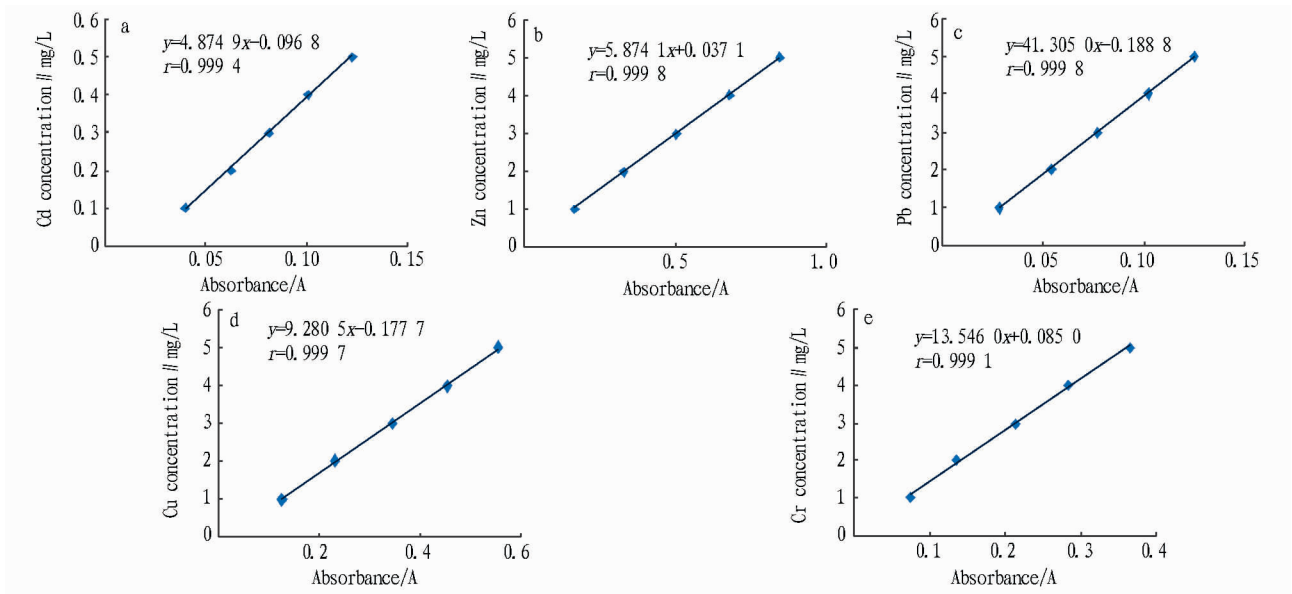 a
y=4.874 9x-0.096 8
r=0.999 4
Cd concentration // mg/L
0.6
0.5
0.4
0.3
0.2
0.1
0
0.05 0.10 0.15
Absorbance/A
b
y=5.874 1x+0.037 1
r=0.999 8
Zn concentration // mg/L
6
5
4
3
2
1
0
0.5 1.0
Absorbance/A
c
y=41.305 0x-0.188 8
r=0.999 8
Pb concentration // mg/L
6
5
4
3
2
1
0
0.05 0.10 0.15
Absorbance/A
d
y=9.280 5x-0.177 7
r=0.999 7
Cu concentration // mg/L
6
5
4
3
2
1
0
0.2 0.4 0.6
Absorbance/A
e
y=13.546 0x+0.085 0
r=0.999 1
Cr concentration // mg/L
6
5
4
3
2
1
0
0.1 0.2 0.3 0.4
Absorbance/A